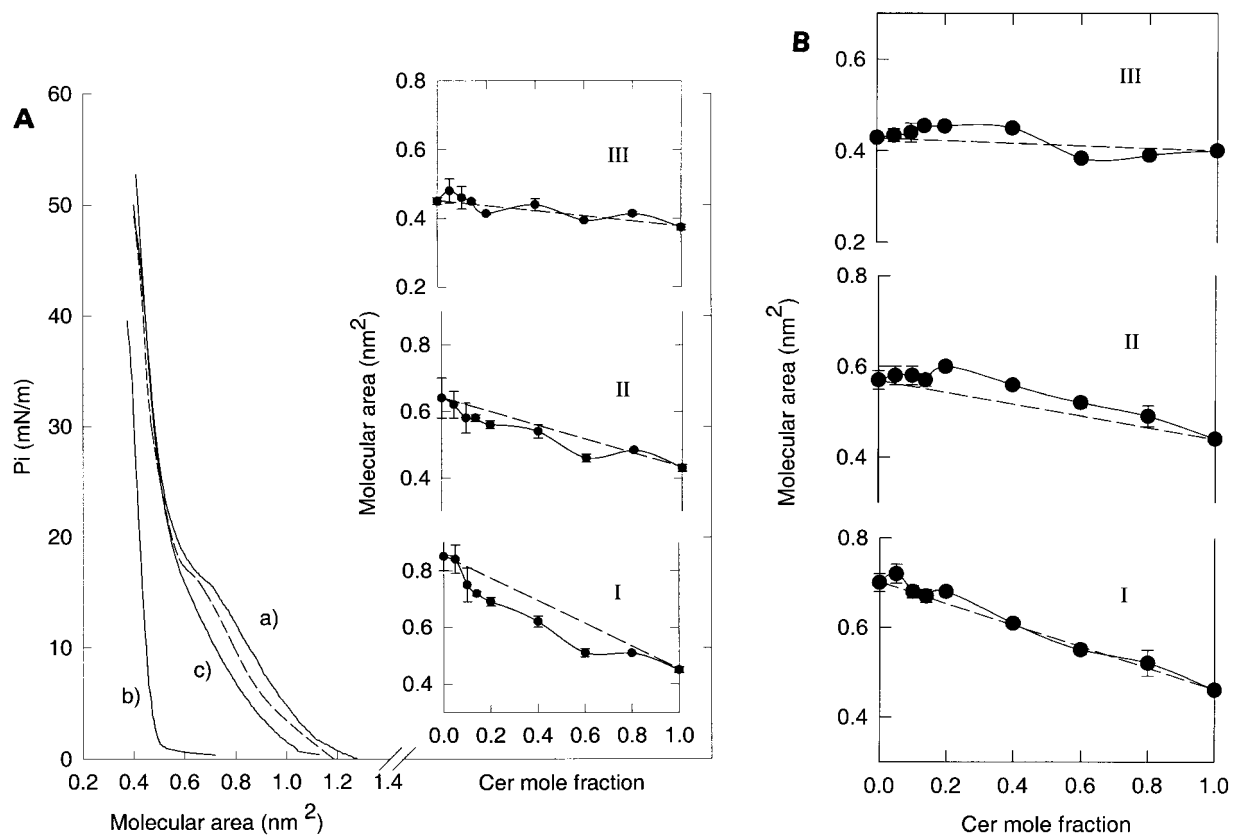 A
Pi (mN/m)
60
50
40
30
20
10
0
a)
b)
c)
0.2 0.4 0.6 0.8 1.0 1.2 1.4
Molecular area (nm 2)
Molecular area (nm2)
0.8
0.6
0.4
0.2
III
0.8
0.6
0.4
II
0.8
0.6
0.4
I
0.0 0.2 0.4 0.6 0.8 1.0
Cer mole fraction
B
Molecular area (nm2)
0.6
0.4
0.2
III
0.8
0.6
0.4
II
0.8
0.6
0.4
I
0.0 0.2 0.4 0.6 0.8 1.0
Cer mole fraction